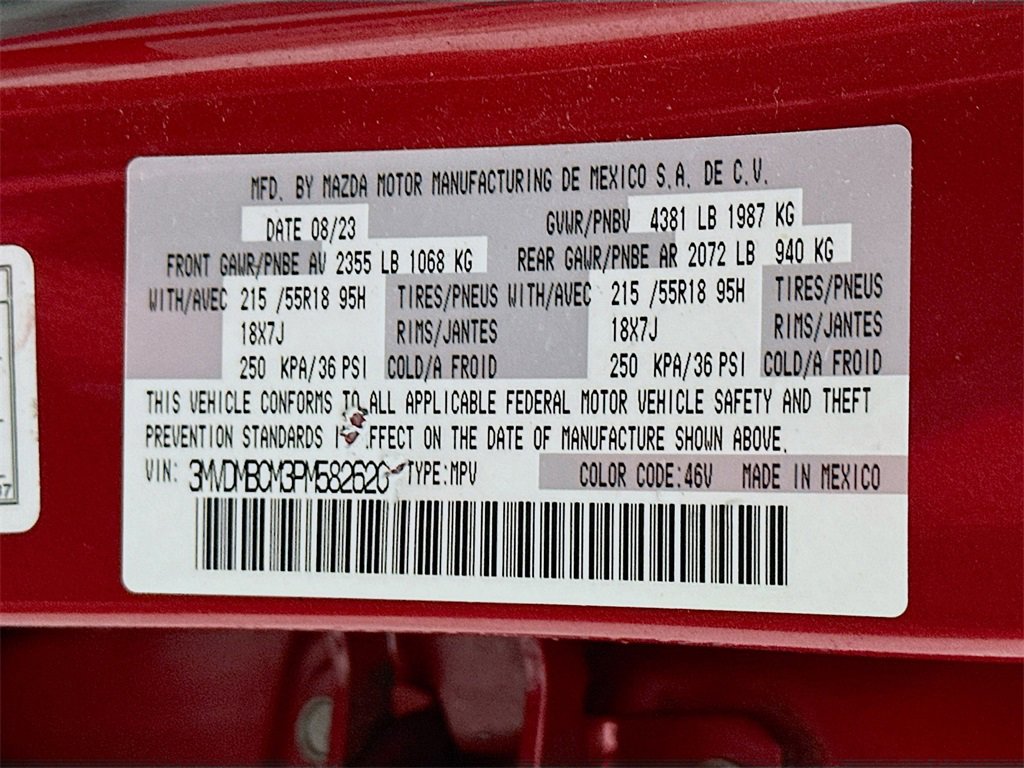 MFD. BY MAZDA MOTOR MANUFACTURING DE MEXICO S.A. DE C.V.
DATE 08/23 GVWR/PNBV 4381 LB 1987 KG
FRONT GAWR/PNBE AV 2355 LB 1068 KG REAR GAWR/PNBE AR 2072 LB 940 KG
WITH/AVEC 215 /55R18 95H TIRES/PNEUS WITH/AVEC 215 /55R18 95H TIRES/PNEUS
18X7J RIMS/JANTES 18X7J RIMS/JANTES
250 KPA/36 PSI COLD/A FROID 250 KPA/36 PSI COLD/A FROID
THIS VEHICLE CONFORMS TO ALL APPLICABLE FEDERAL MOTOR VEHICLE SAFETY AND THEFT
PREVENTION STANDARDS I FFECT ON THE DATE OF MANUFACTURE SHOWN ABOVE.
VIN: 3MVDMBCM3PM582620 TYPE:MPV COLOR CODE:46V MADE IN MEXICO